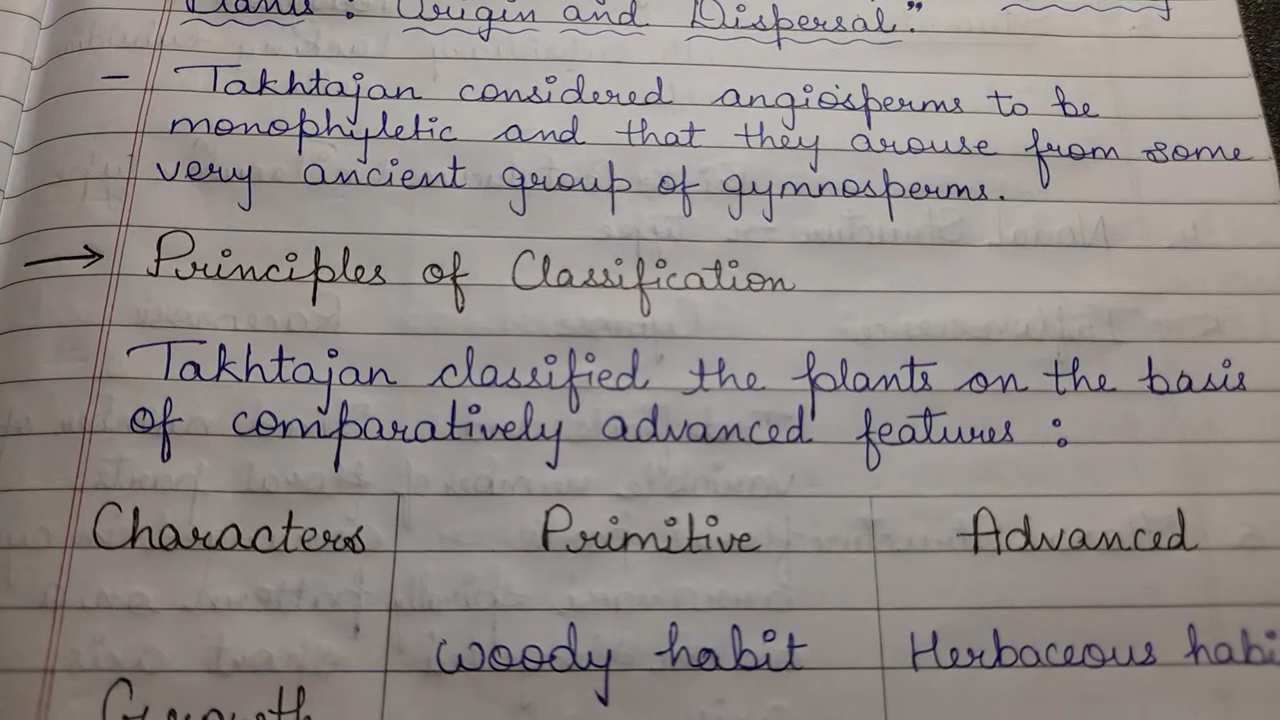 Plants : Origin and Dispersal."
- Takhtajan considered angiosperms to be
monophyletic and that they arouse from some
very ancient group of gymnosperms.
→ Principles of Classification
Takhtajan classified the plants on the basis
of comparatively advanced features :
Characters Primitive Advanced
woody habit Herbaceous habi
Growth